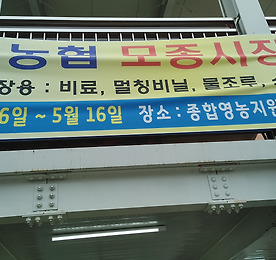 농협 모종시장
장용 : 비료, 멀칭비닐, 물조루,
6일 ~ 5월 16일 장소 : 종합영농지원